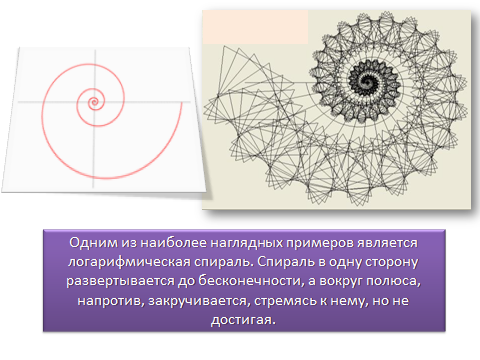 Одним из наиболее наглядных примеров является
логарифмическая спираль. Спираль в одну сторону
развертывается до бесконечности, а вокруг полюса,
напротив, закручивается, стремясь к нему, но не
достигая.